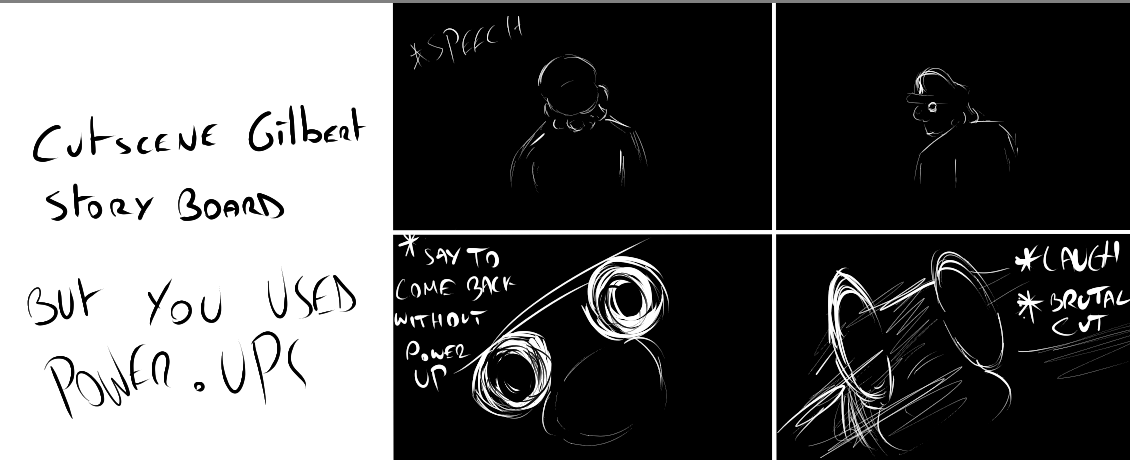 CUTSCENE Gilbert
STORY BOARD
BUT YOU USED
POWER.UPS
*SPEECH
*SAY TO
COME BACK
WITHOUT
POWER
UP
*LAUGH
*BRUTAL
CUT